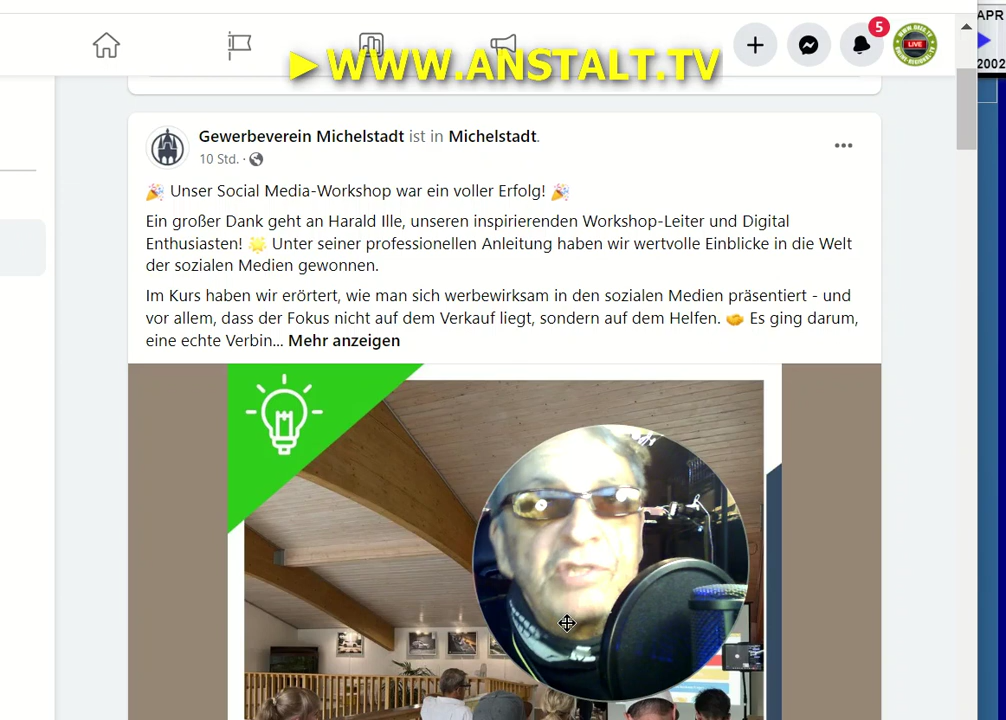 APR
5
LIVE
▶WWW.ANSTALT.TV
2002
Gewerbeverein Michelstadt ist in Michelstadt.
10 Std. ·
🎉 Unser Social Media-Workshop war ein voller Erfolg! 🎉
Ein großer Dank geht an Harald Ille, unseren inspirierenden Workshop-Leiter und Digital
Enthusiasten! 🌟 Unter seiner professionellen Anleitung haben wir wertvolle Einblicke in die Welt
der sozialen Medien gewonnen.
Im Kurs haben wir erörtert, wie man sich werbewirksam in den sozialen Medien präsentiert - und
vor allem, dass der Fokus nicht auf dem Verkauf liegt, sondern auf dem Helfen. 🤝 Es ging darum,
eine echte Verbin... Mehr anzeigen